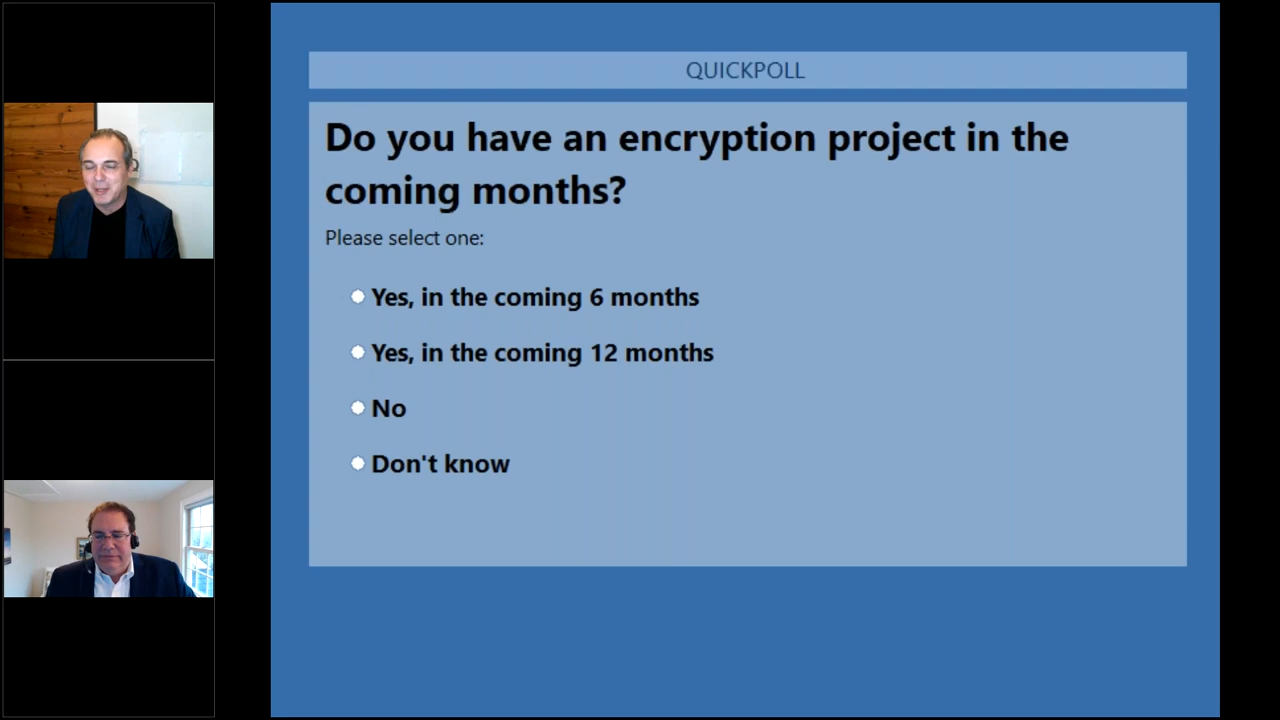 QUICKPOLL
Do you have an encryption project in the
coming months?
Please select one:
Yes, in the coming 6 months
Yes, in the coming 12 months
No
Don't know